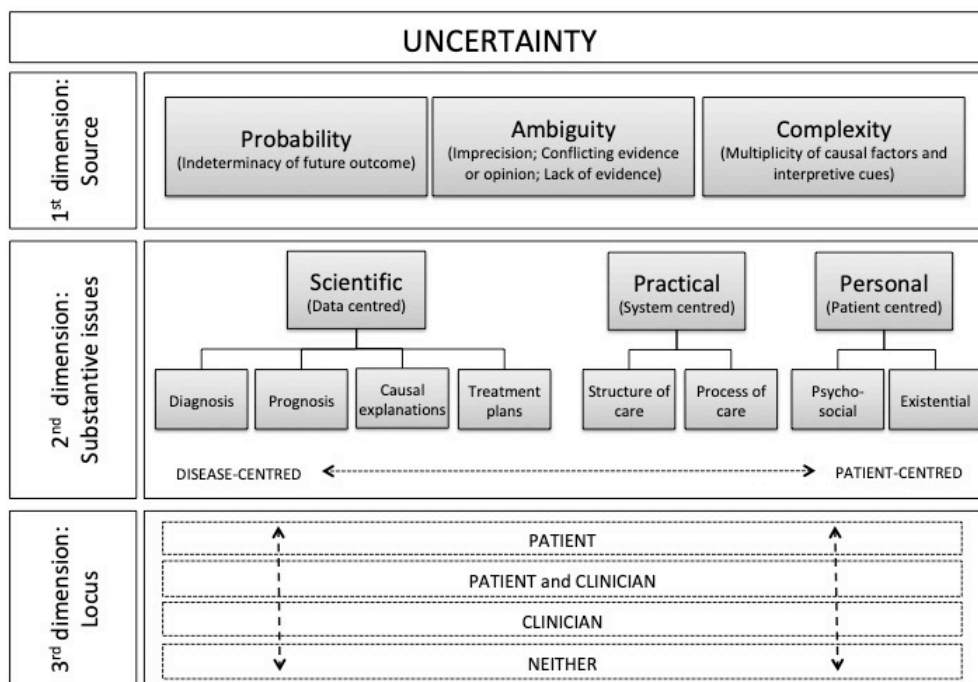 UNCERTAINTY
1st dimension:
Source
Probability
(Indeterminacy of future outcome)
Ambiguity
(Imprecision; Conflicting evidence
or opinion; Lack of evidence)
Complexity
(Multiplicity of causal factors and
interpretive cues)
2nd dimension:
Substantive issues
Scientific
(Data centred)
Practical
(System centred)
Personal
(Patient centred)
Diagnosis
Prognosis
Causal
explanations
Treatment
plans
Structure of
care
Process of
care
Psycho-
social
Existential
DISEASE-CENTRED
PATIENT-CENTRED
3rd dimension:
Locus
PATIENT
PATIENT and CLINICIAN
CLINICIAN
NEITHER